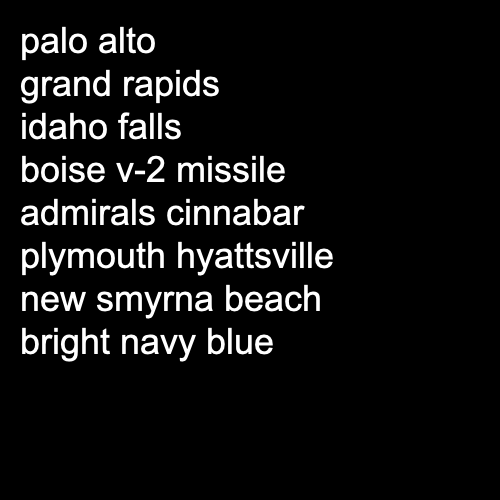 palo alto
grand rapids
idaho falls
boise v-2 missile
admirals cinnabar
plymouth hyattsville
new smyrna beach
bright navy blue